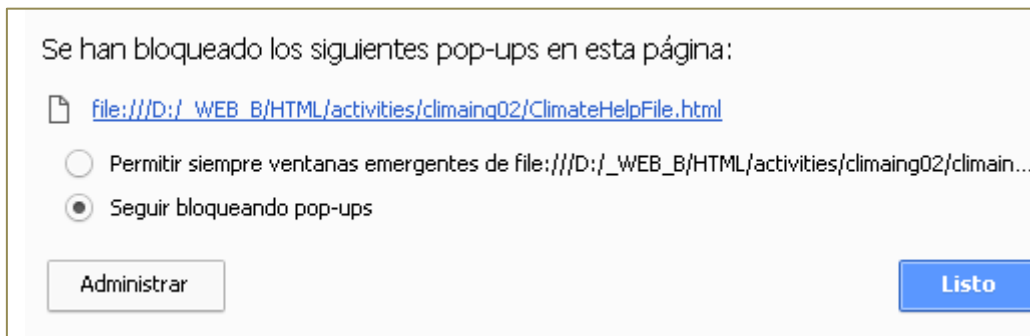 Se han bloqueado los siguientes pop-ups en esta página:
file:///D:/_WEB_B/HTML/activities/climaing02/ClimateHelpFile.html
Permitir siempre ventanas emergentes de file:///D:/_WEB_B/HTML/activities/climaing02/climain...
Seguir bloqueando pop-ups
Administrar
Listo